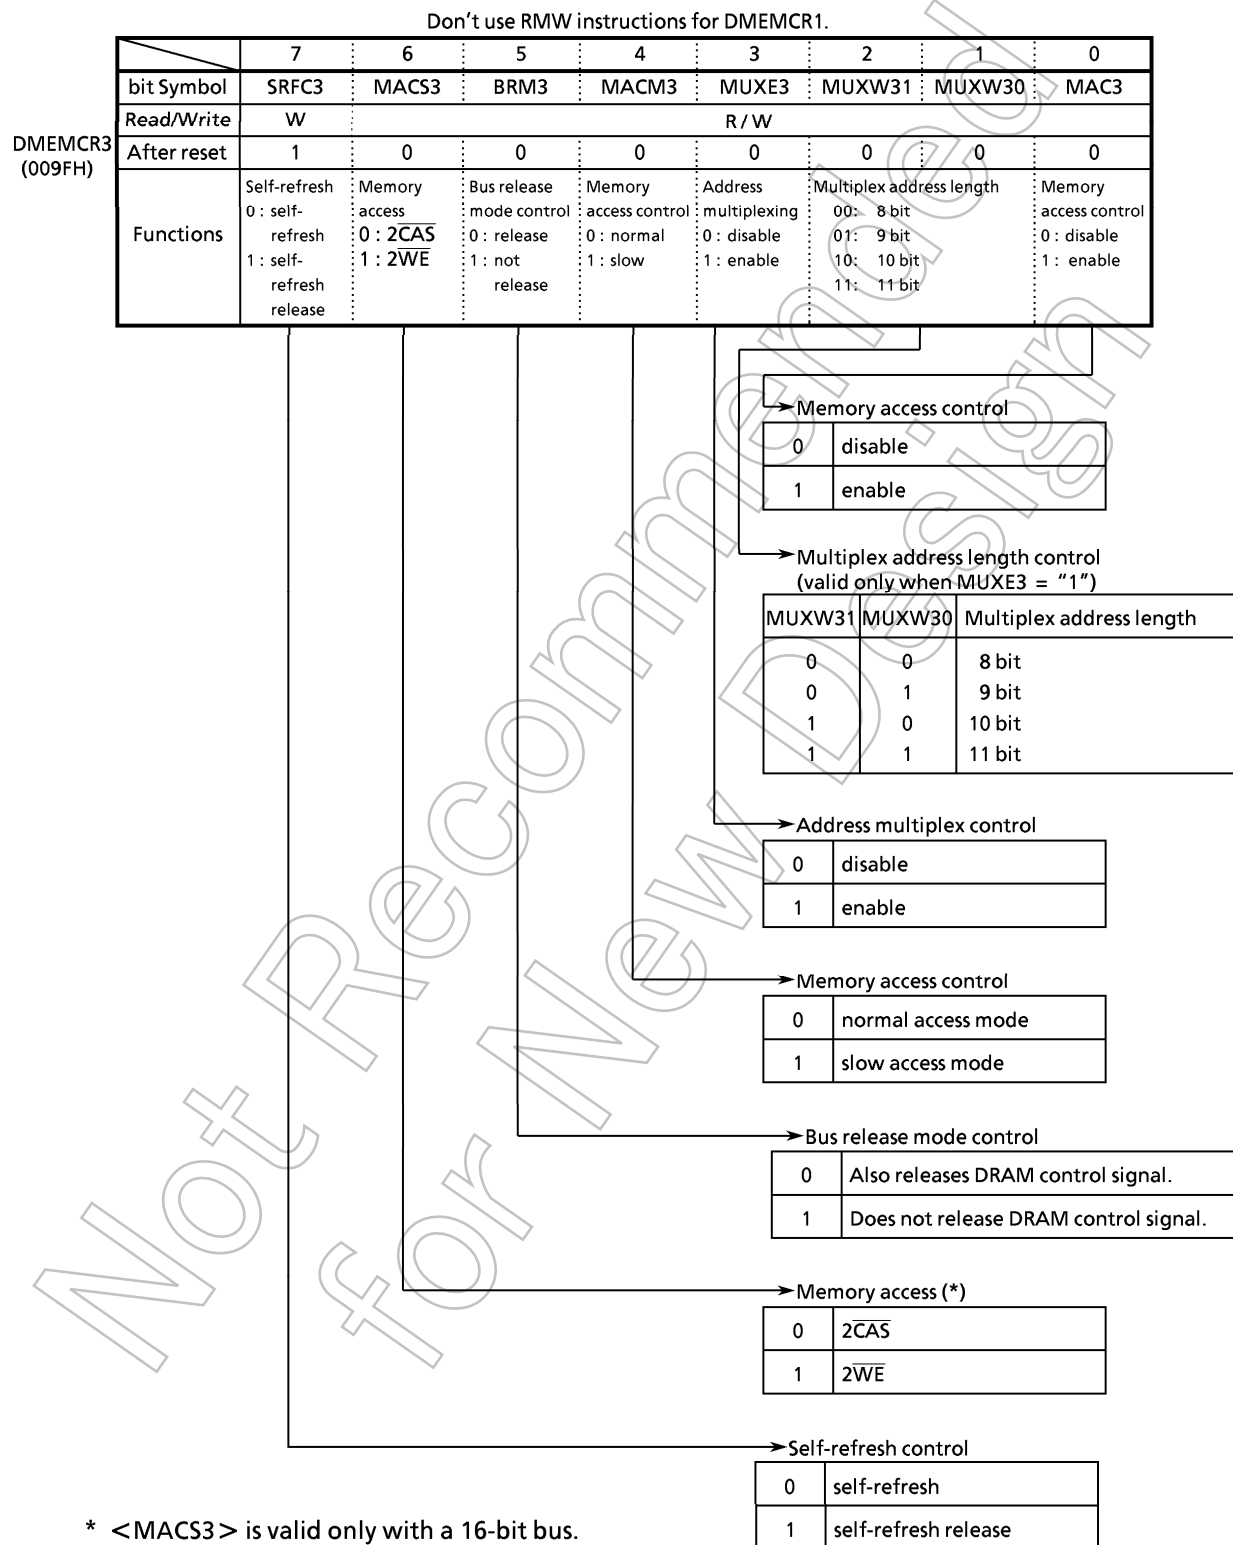 Don't use RMW instructions for DMEMCR1.
7 6 5 4 3 2 1 0
bit Symbol SRFC3 MACS3 BRM3 MACM3 MUXE3 MUXW31 MUXW30 MAC3
Read/Write W R / W
DMEMCR3
(009FH)
After reset 1 0 0 0 0 0 0 0
Functions
Self-refresh
0 : self-
refresh
1 : self-
refresh
release
Memory
access
0 : 2C̅A̅S̅
1 : 2W̅E̅
Bus release
mode control
0 : release
1 : not
release
Memory
access control
0 : normal
1 : slow
Address
multiplexing
0 : disable
1 : enable
Multiplex address length
00: 8 bit
01: 9 bit
10: 10 bit
11: 11 bit
Memory
access control
0 : disable
1 : enable
Memory access control
0 disable
1 enable
Multiplex address length control
(valid only when MUXE3 = "1")
MUXW31 MUXW30 Multiplex address length
0 0 8 bit
0 1 9 bit
1 0 10 bit
1 1 11 bit
Address multiplex control
0 disable
1 enable
Memory access control
0 normal access mode
1 slow access mode
Bus release mode control
0 Also releases DRAM control signal.
1 Does not release DRAM control signal.
Memory access (*)
0 2C̅A̅S̅
1 2W̅E̅
Self-refresh control
0 self-refresh
1 self-refresh release
* <MACS3> is valid only with a 16-bit bus.
Not Recommended
for New Design